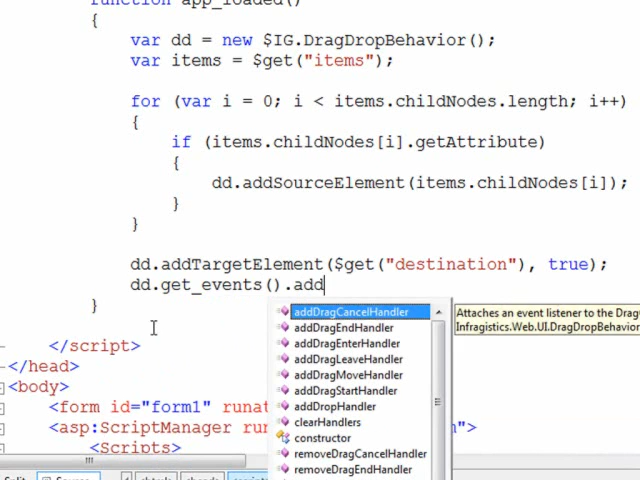 function app_loaded()
{
var dd = new $IG.DragDropBehavior();
var items = $get("items");
for (var i = 0; i < items.childNodes.length; i++)
{
if (items.childNodes[i].getAttribute)
{
dd.addSourceElement(items.childNodes[i]);
}
}
dd.addTargetElement($get("destination"), true);
dd.get_events().add
}
addDragCancelHandler
addDragEndHandler
addDragEnterHandler
addDragLeaveHandler
addDragMoveHandler
addDragStartHandler
addDropHandler
clearHandlers
constructor
removeDragCancelHandler
removeDragEndHandler
Attaches an event listener to the Drag
Infragistics.Web.UI.DragDropBehavior
</script>
</head>
<body>
<form id="form1" runat
<asp:ScriptManager run
">
<Scripts>
Split
Source